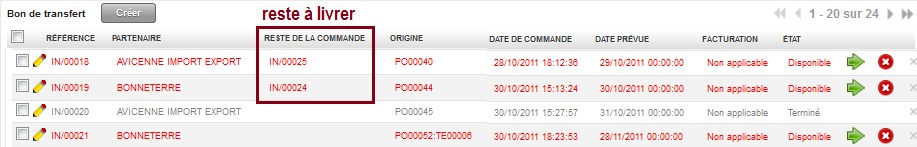 reste à livrer
Bon de transfert Créer 1 - 20 sur 24
RÉFÉRENCE PARTENAIRE RESTE DE LA COMMANDE ORIGINE DATE DE COMMANDE DATE PRÉVUE FACTURATION ÉTAT
IN/00018 AVICENNE IMPORT EXPORT IN/00025 PO00040 28/10/2011 18:12:36 29/10/2011 00:00:00 Non applicable Disponible
IN/00019 BONNETERRE IN/00024 PO00044 30/10/2011 15:13:24 30/10/2011 00:00:00 Non applicable Disponible
IN/00020 AVICENNE IMPORT EXPORT PO00045 30/10/2011 15:27:57 31/10/2011 00:00:00 Non applicable Terminé
IN/00021 BONNETERRE PO00052:TE00006 30/10/2011 18:23:53 28/11/2011 00:00:00 Non applicable Disponible